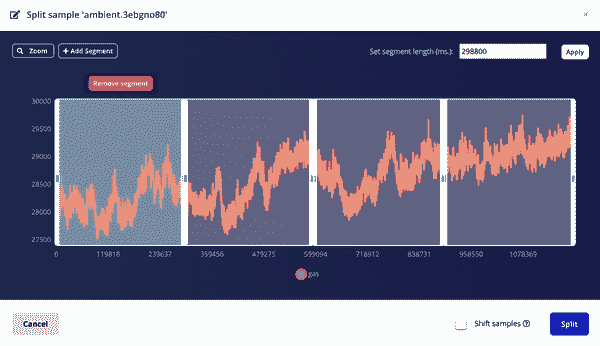 Split sample 'ambient.3ebgno80' ×
Zoom + Add Segment Set segment length (ms.): 298800 Apply
Remove segment
30000
29500
29000
28500
28000
27500
0 119818 239637 359456 479275 599094 718912 838731 958550 1078369
gas
Cancel Shift samples ? Split